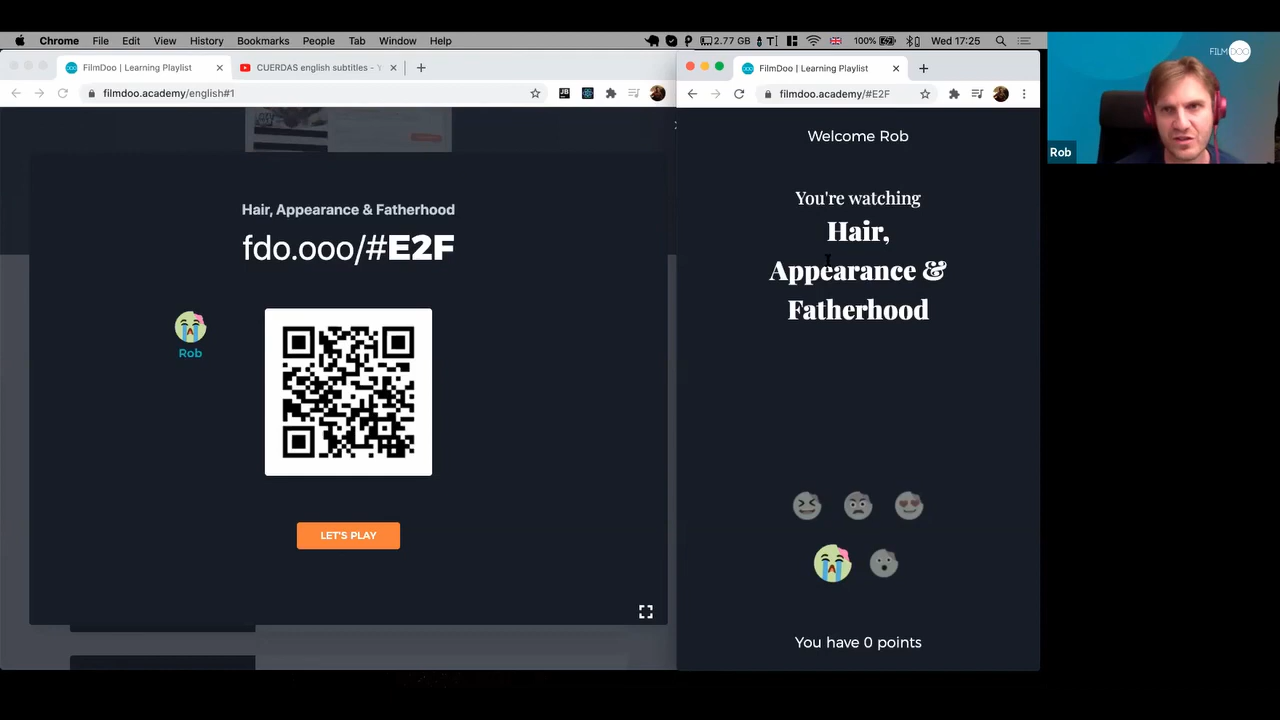 Chrome File Edit View History Bookmarks People Tab Window Help
2.77 GB
100%
Wed 17:25
FILMDOO
FilmDoo | Learning Playlist
CUERDAS english subtitles - Y
filmdoo.academy/english#1
FilmDoo | Learning Playlist
filmdoo.academy/#E2F
Rob
Hair, Appearance & Fatherhood
fdo.ooo/#E2F
Rob
LET'S PLAY
Welcome Rob
You're watching
Hair,
Appearance &
Fatherhood
You have 0 points